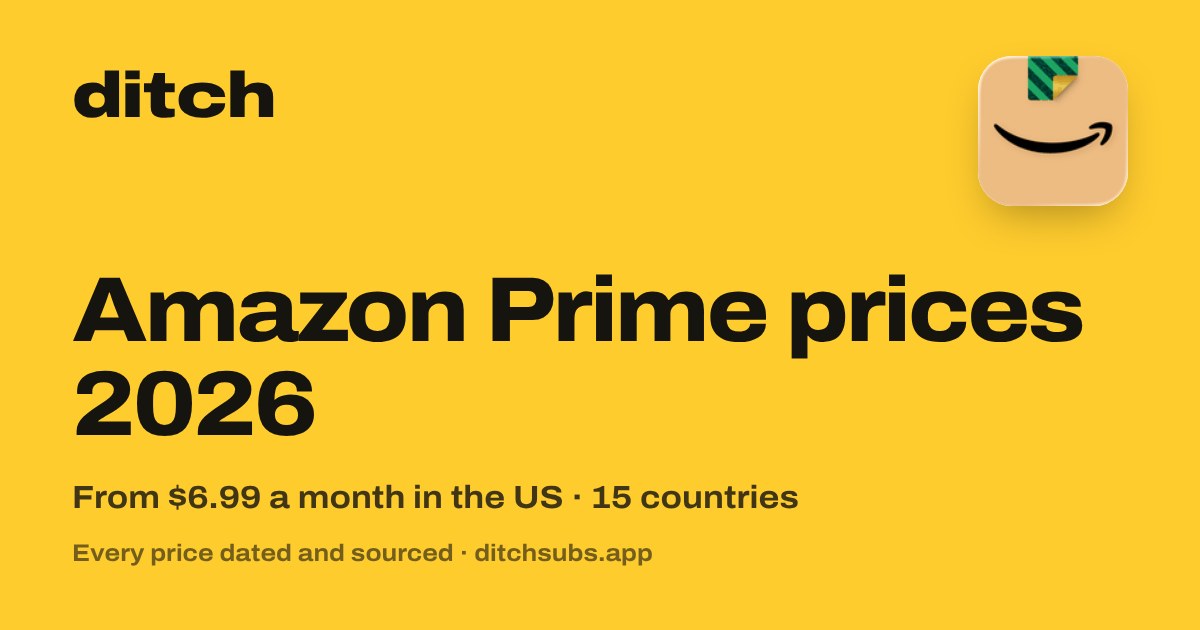 ditch
Amazon Prime prices
2026
From $6.99 a month in the US · 15 countries
Every price dated and sourced · ditchsubs.app